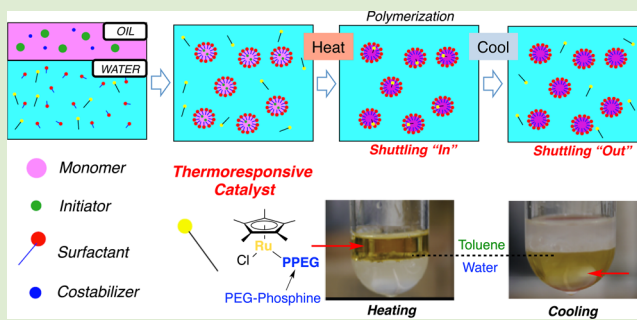 Polymerization
OIL
WATER
Heat
Cool
Shuttling "In"
Shuttling "Out"
Monomer
Initiator
Surfactant
Costabilizer
Thermoresponsive
Catalyst
Ru
Cl
PPEG
PEG-Phosphine
Toluene
Water
Heating
Cooling